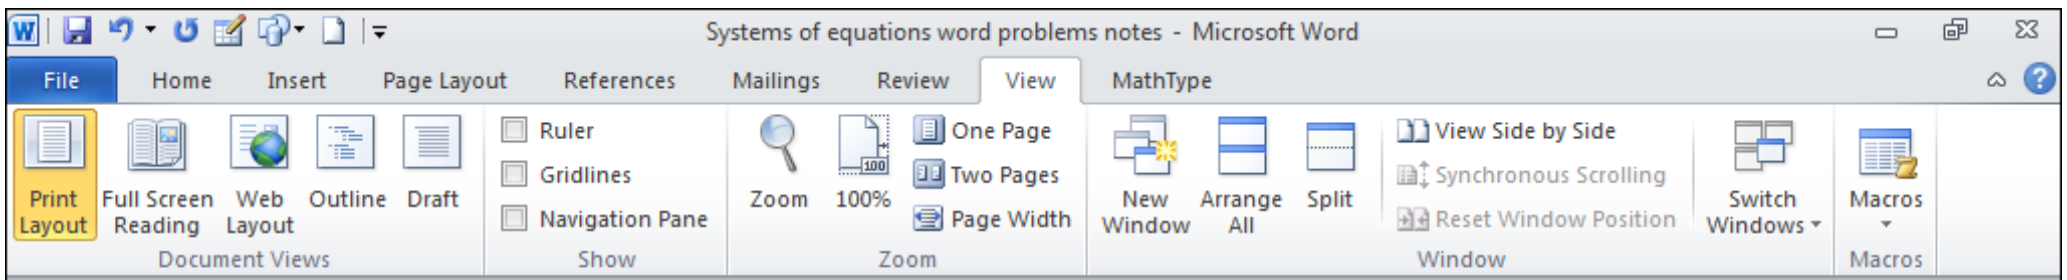 Systems of equations word problems notes - Microsoft Word
File Home Insert Page Layout References Mailings Review View MathType
Print Layout
Full Screen Reading
Web Layout
Outline
Draft
Document Views
Ruler
Gridlines
Navigation Pane
Show
Zoom
100
100%
One Page
Two Pages
Page Width
Zoom
New Window
Arrange All
Split
View Side by Side
Synchronous Scrolling
Reset Window Position
Switch Windows
Window
Macros
Macros